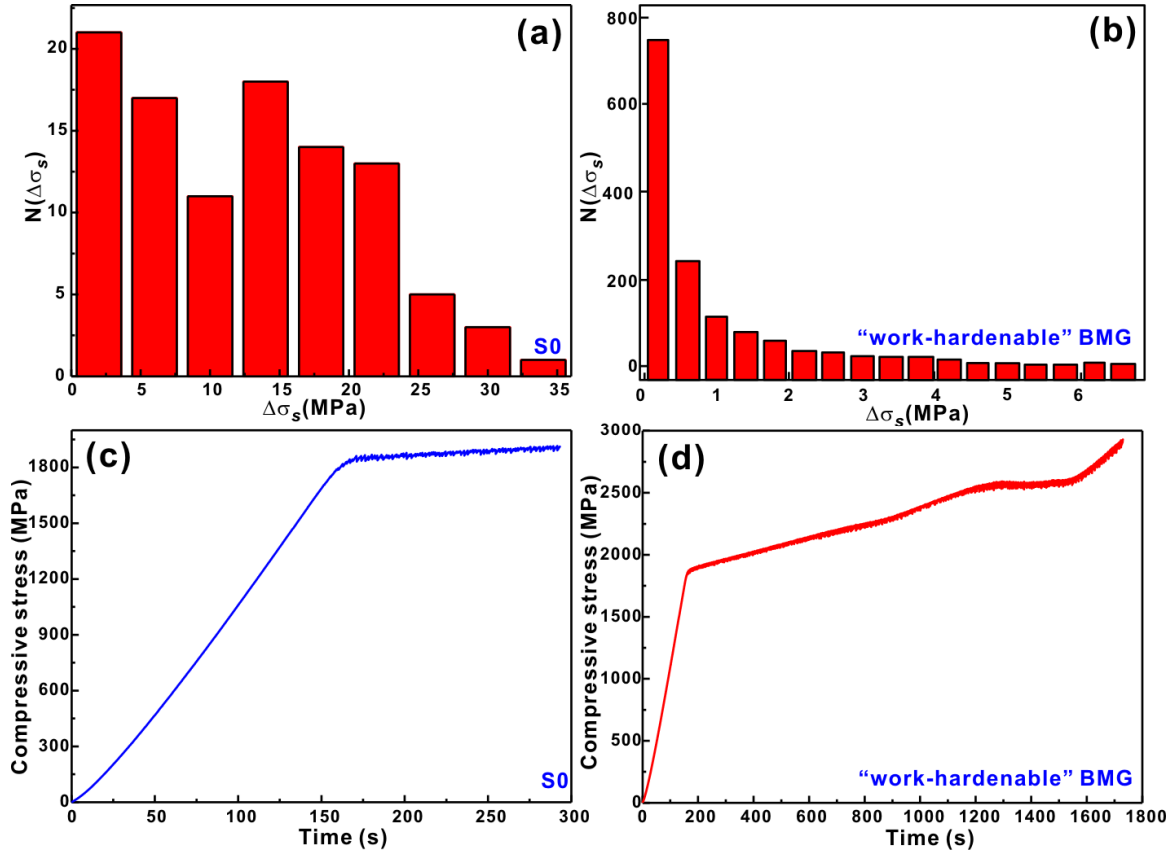 (a)
N(Δσs)
20
15
10
5
0
S0
0 5 10 15 20 25 30 35
Δσs(MPa)
(b)
N(Δσs)
800
600
400
200
0
“work-hardenable” BMG
0 1 2 3 4 5 6
Δσs(MPa)
(c)
Compressive stress (MPa)
1800
1500
1200
900
600
300
0
S0
0 50 100 150 200 250 300
Time (s)
(d)
Compressive stress (MPa)
3000
2500
2000
1500
1000
500
0
“work-hardenable” BMG
0 200 400 600 800 1000 1200 1400 1600 1800
Time (s)